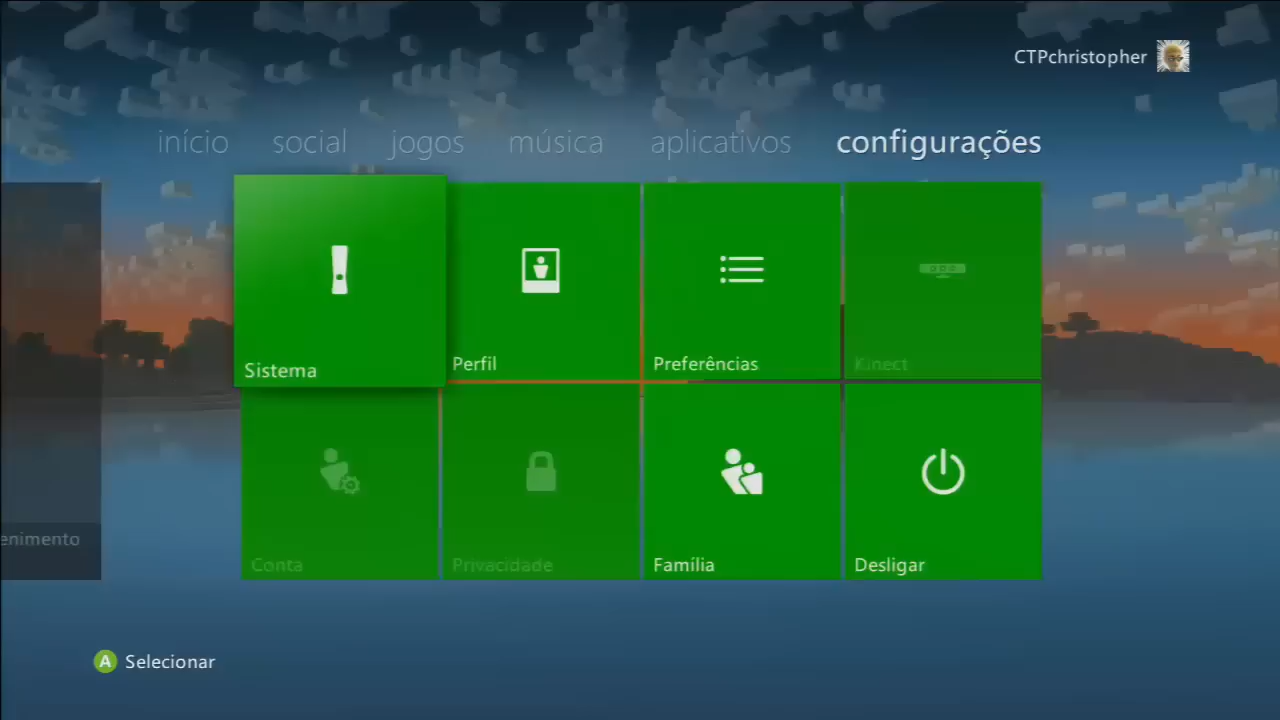 CTPchristopher
início social jogos música aplicativos configurações
Sistema Perfil Preferências Kinect
enimento
Conta Privacidade Família Desligar
A Selecionar